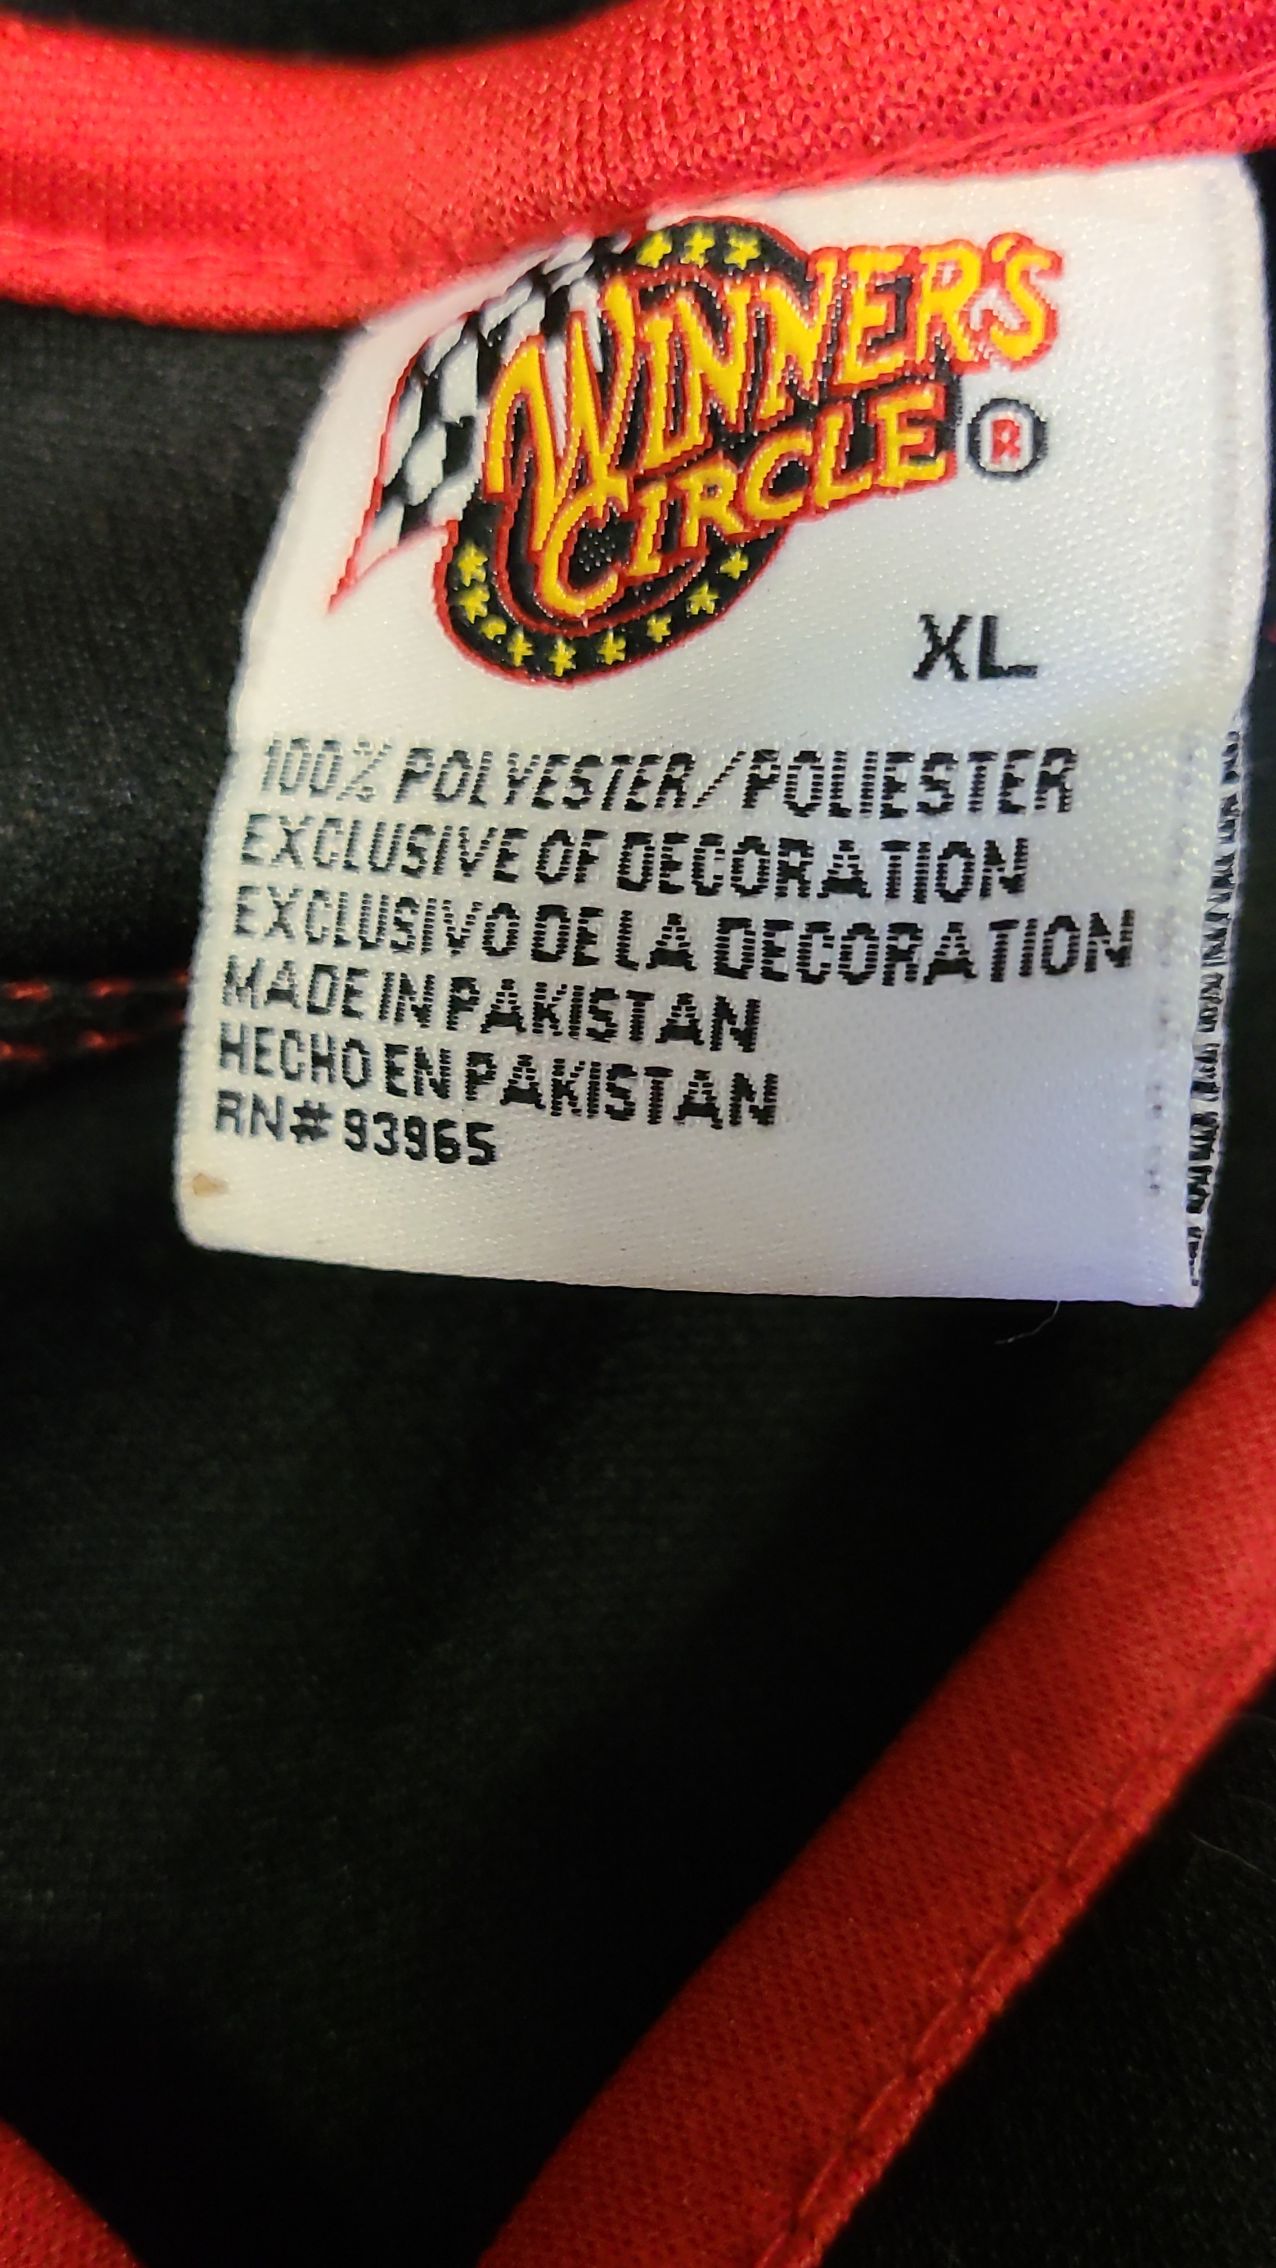 WINNER'S
CIRCLE ®
XL
100% POLYESTER/POLIESTER
EXCLUSIVE OF DECORATION
EXCLUSIVO DE LA DECORATION
MADE IN PAKISTAN
HECHO EN PAKISTAN
RN# 93965